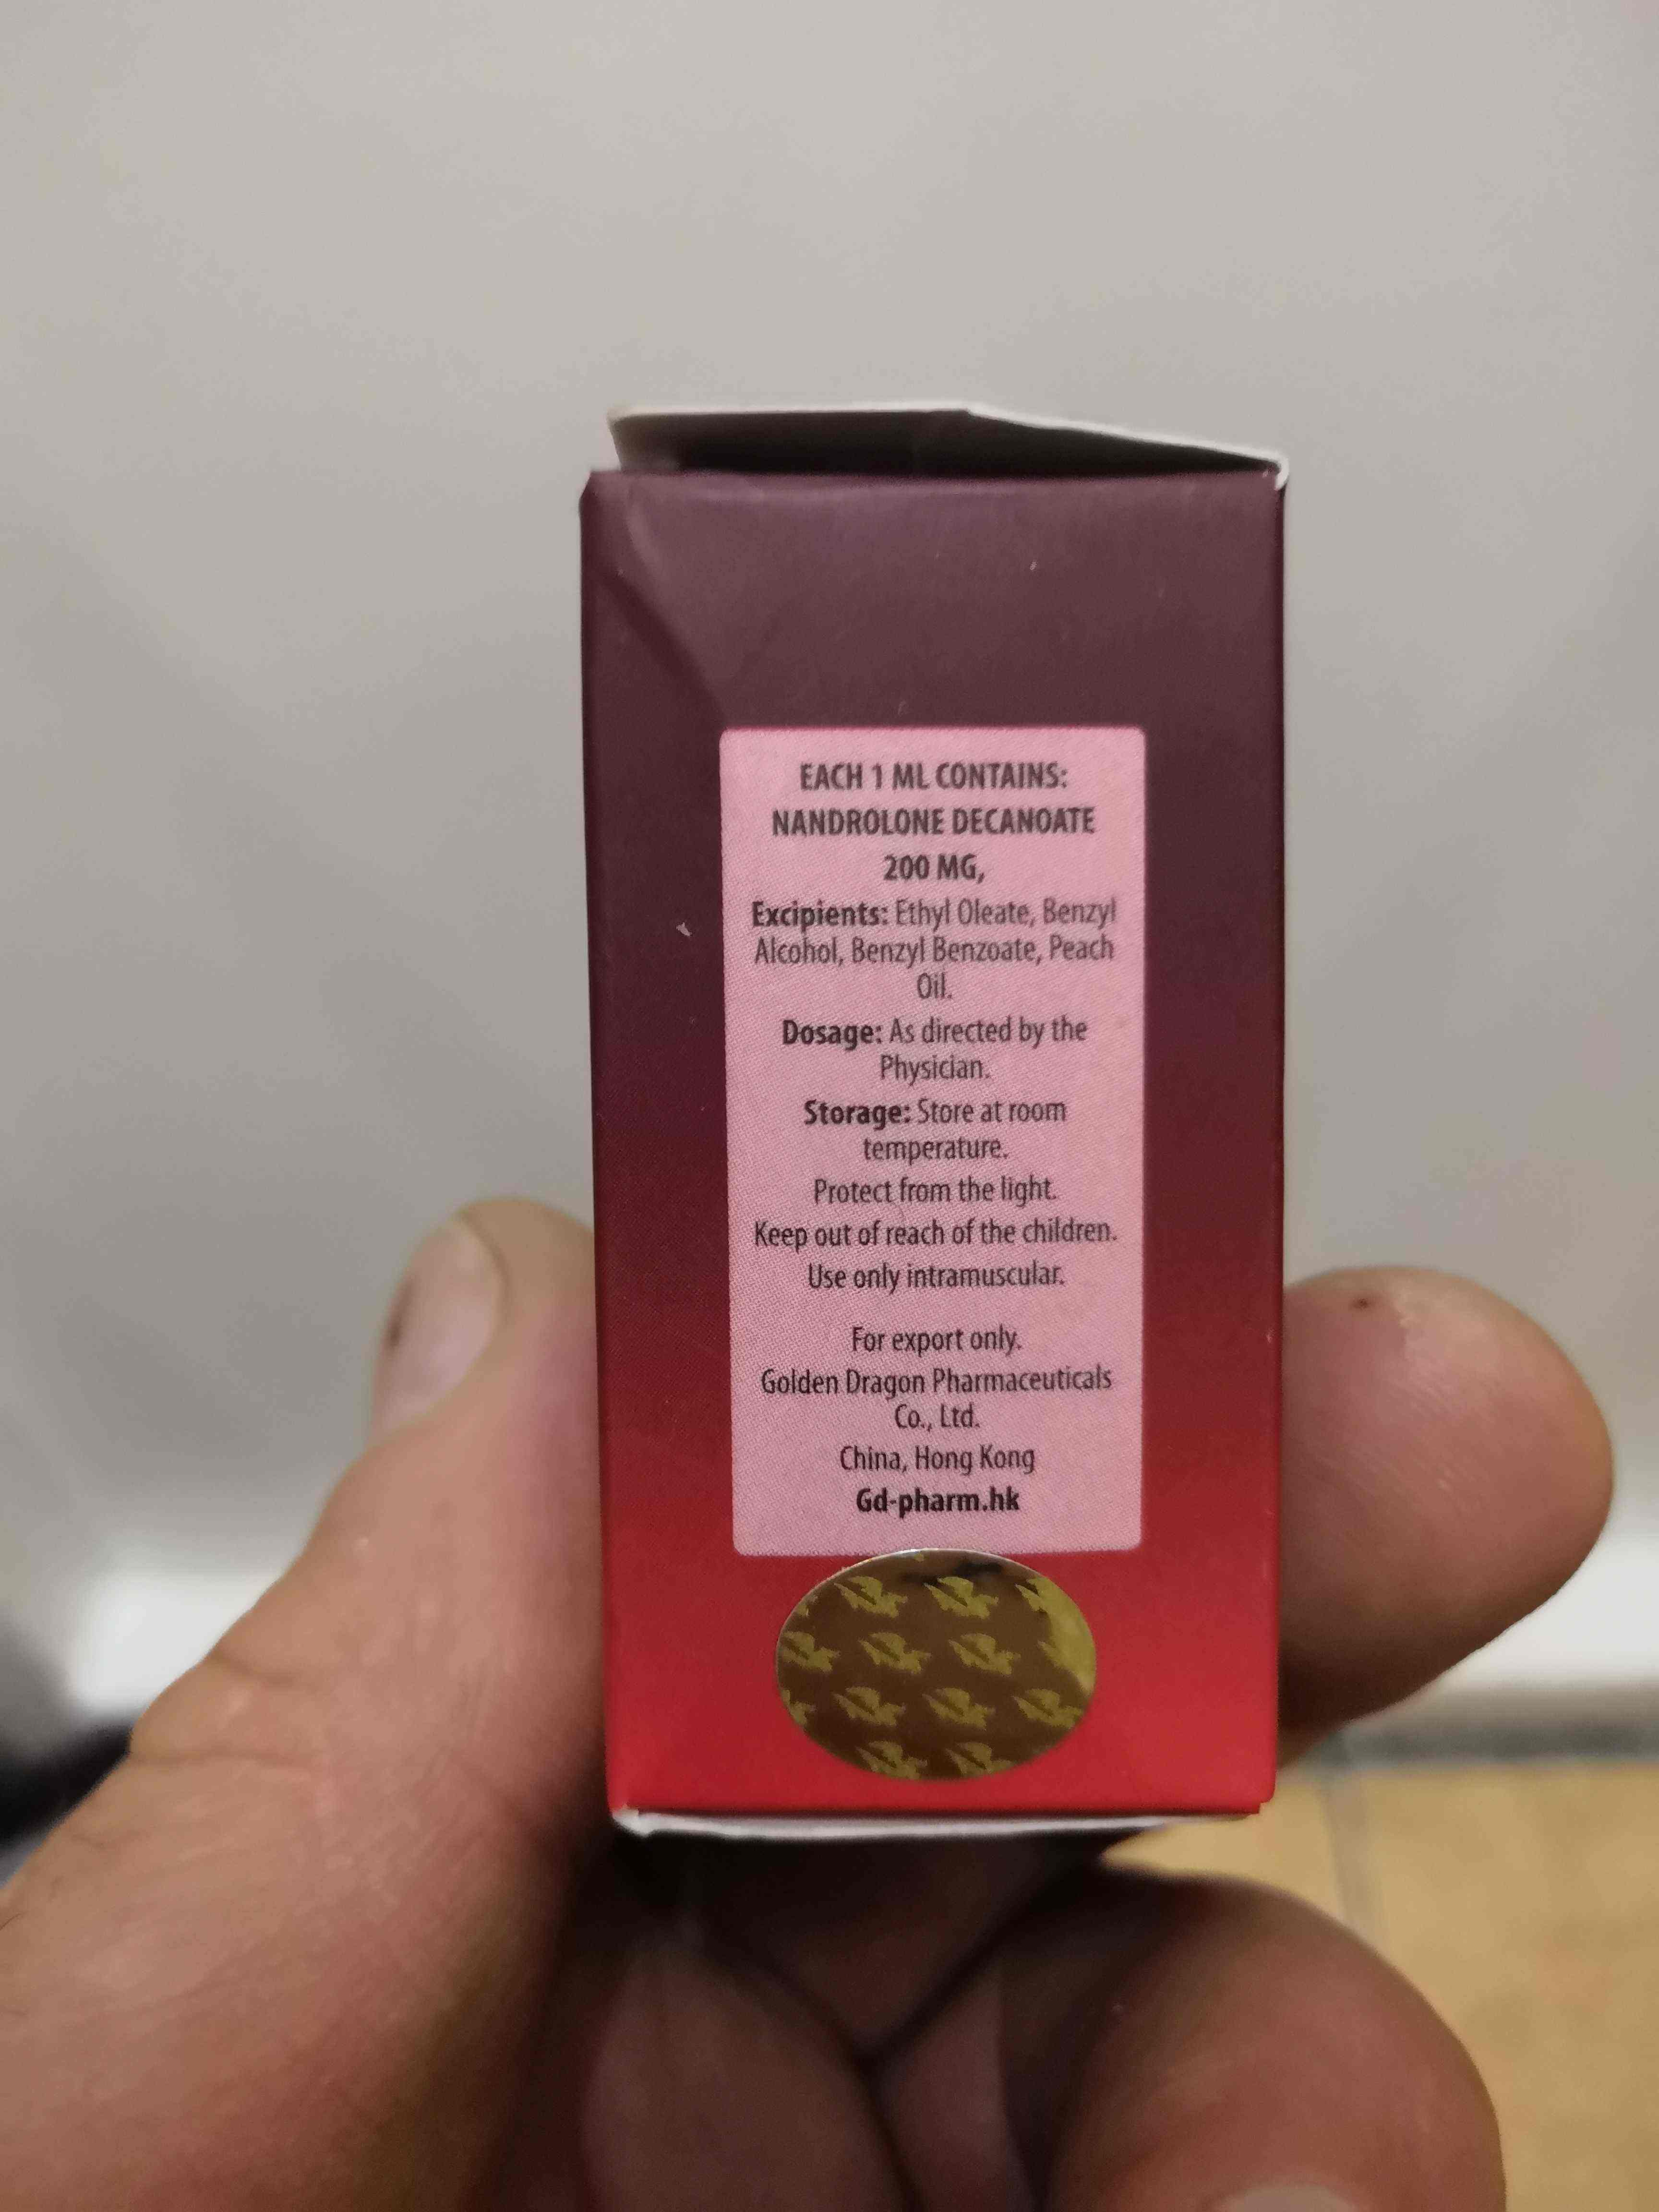 EACH 1 ML CONTAINS:
NANDROLONE DECANOATE
200 MG,
Excipients: Ethyl Oleate, Benzyl
Alcohol, Benzyl Benzoate, Peach
Oil.
Dosage: As directed by the
Physician.
Storage: Store at room
temperature.
Protect from the light.
Keep out of reach of the children.
Use only intramuscular.
For export only.
Golden Dragon Pharmaceuticals
Co., Ltd.
China, Hong Kong
Gd-pharm.hk